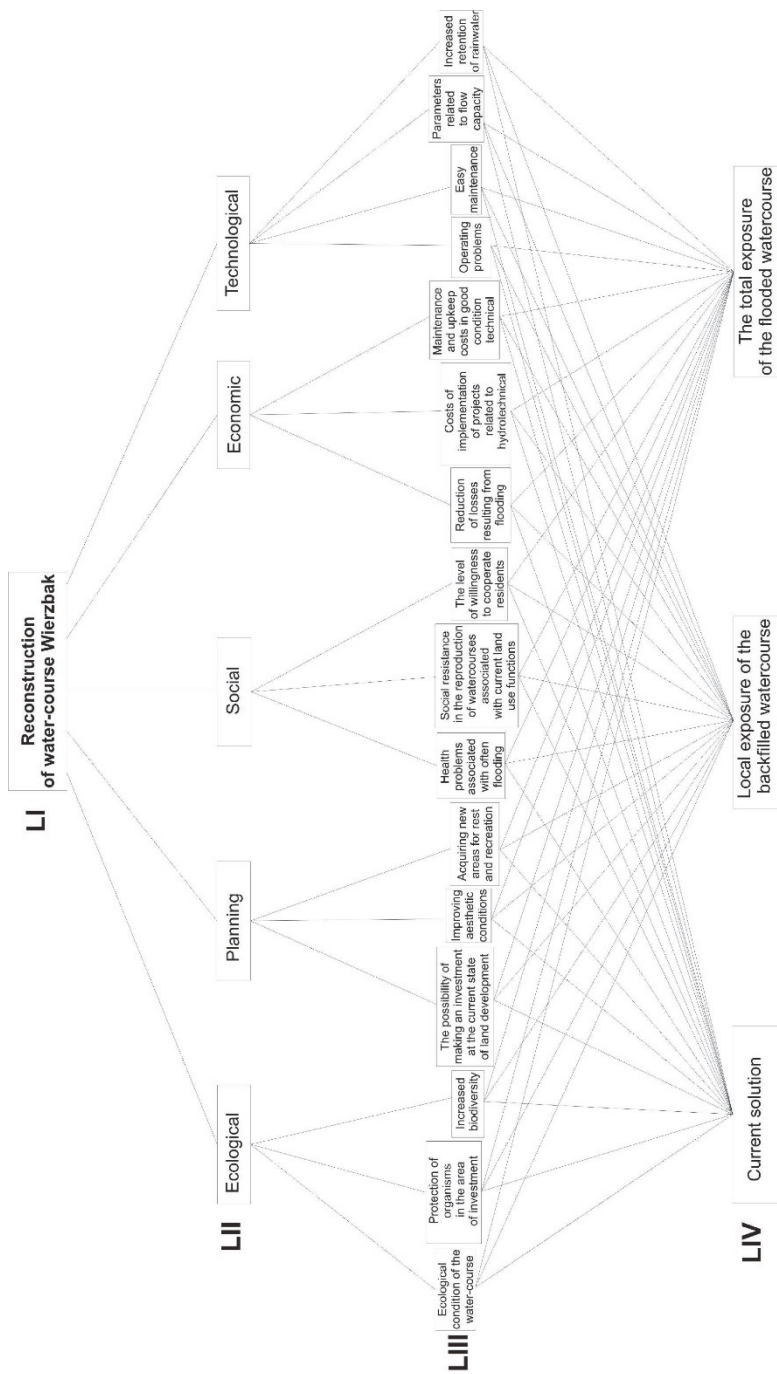 LI
Reconstruction
of water-course Wierzbak
LII
Ecological
Planning
Social
Economic
Technological
LIII
Ecological
condition of the
water-course
Protection of
organisms
in the area
of investment
Increased
biodiversity
The possibility of
making an investment
at the current state
of land development
Improving
aesthetic
conditions
Acquiring new
areas for rest
and recreation
Health
problems
associated
with often
flooding
Social resistance
in the reproduction
of watercourses
associated
with current land
use functions
The level
of willingness
to cooperate
residents
Reduction
of losses
resulting from
flooding
Costs of
implementation
of projects
related to
hydrotechnical
Maintenance
and upkeep
costs in good
condition
technical
Operating
problems
Easy
maintenance
Parameters
related
to flow
capacity
Increased
retention
of rainwater
LIV
Current solution
Local exposure of the
backfilled watercourse
The total exposure
of the flooded watercourse